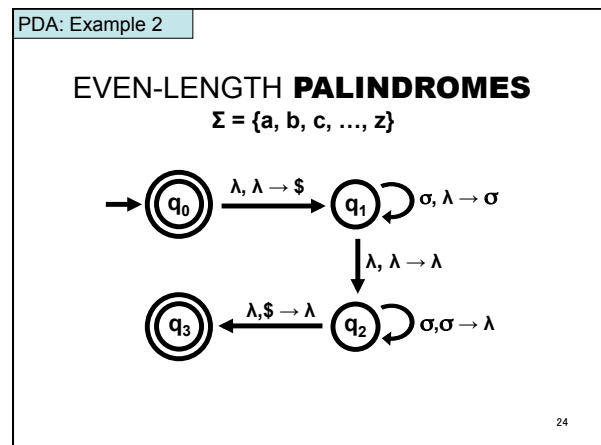 PDA: Example 2
EVEN-LENGTH PALINDROMES
Σ = {a, b, c, …, z}
q0
λ, λ → $
q1
σ, λ → σ
λ, λ → λ
q3
λ,$ → λ
q2
σ,σ → λ
24